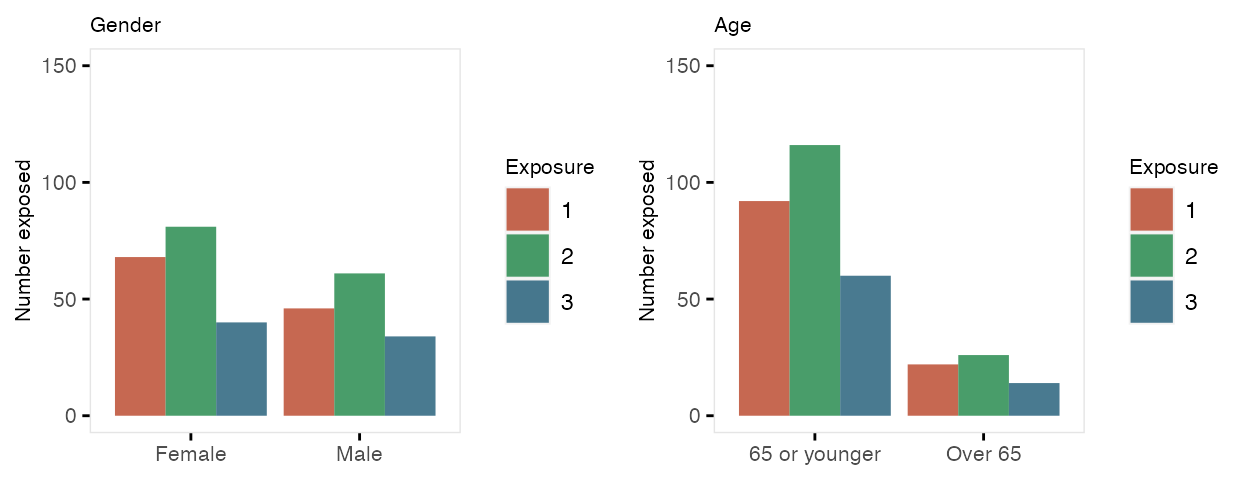 Gender
150
100
50
0
Number exposed
Female Male
Exposure
1
2
3
Age
150
100
50
0
Number exposed
65 or younger Over 65
Exposure
1
2
3